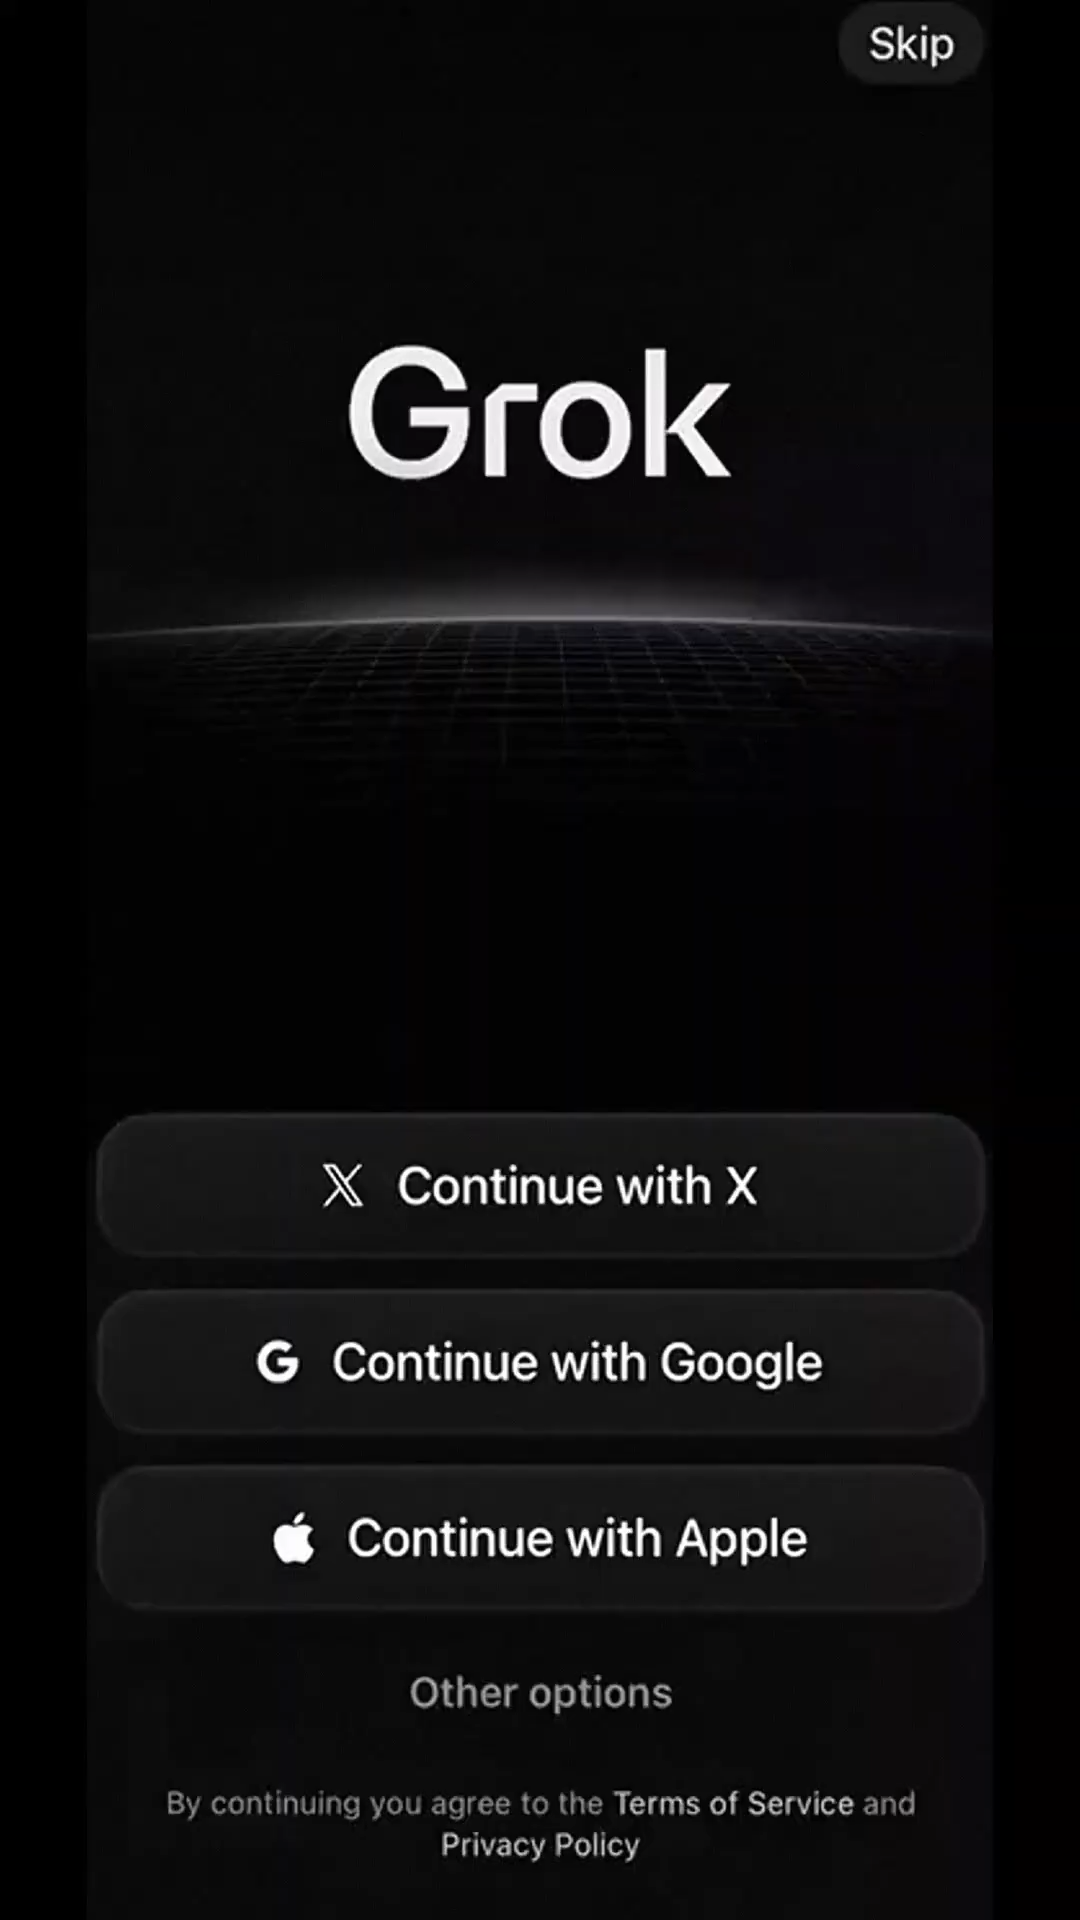 Skip
Grok
Continue with X
Continue with Google
Continue with Apple
Other options
By continuing you agree to the Terms of Service and
Privacy Policy